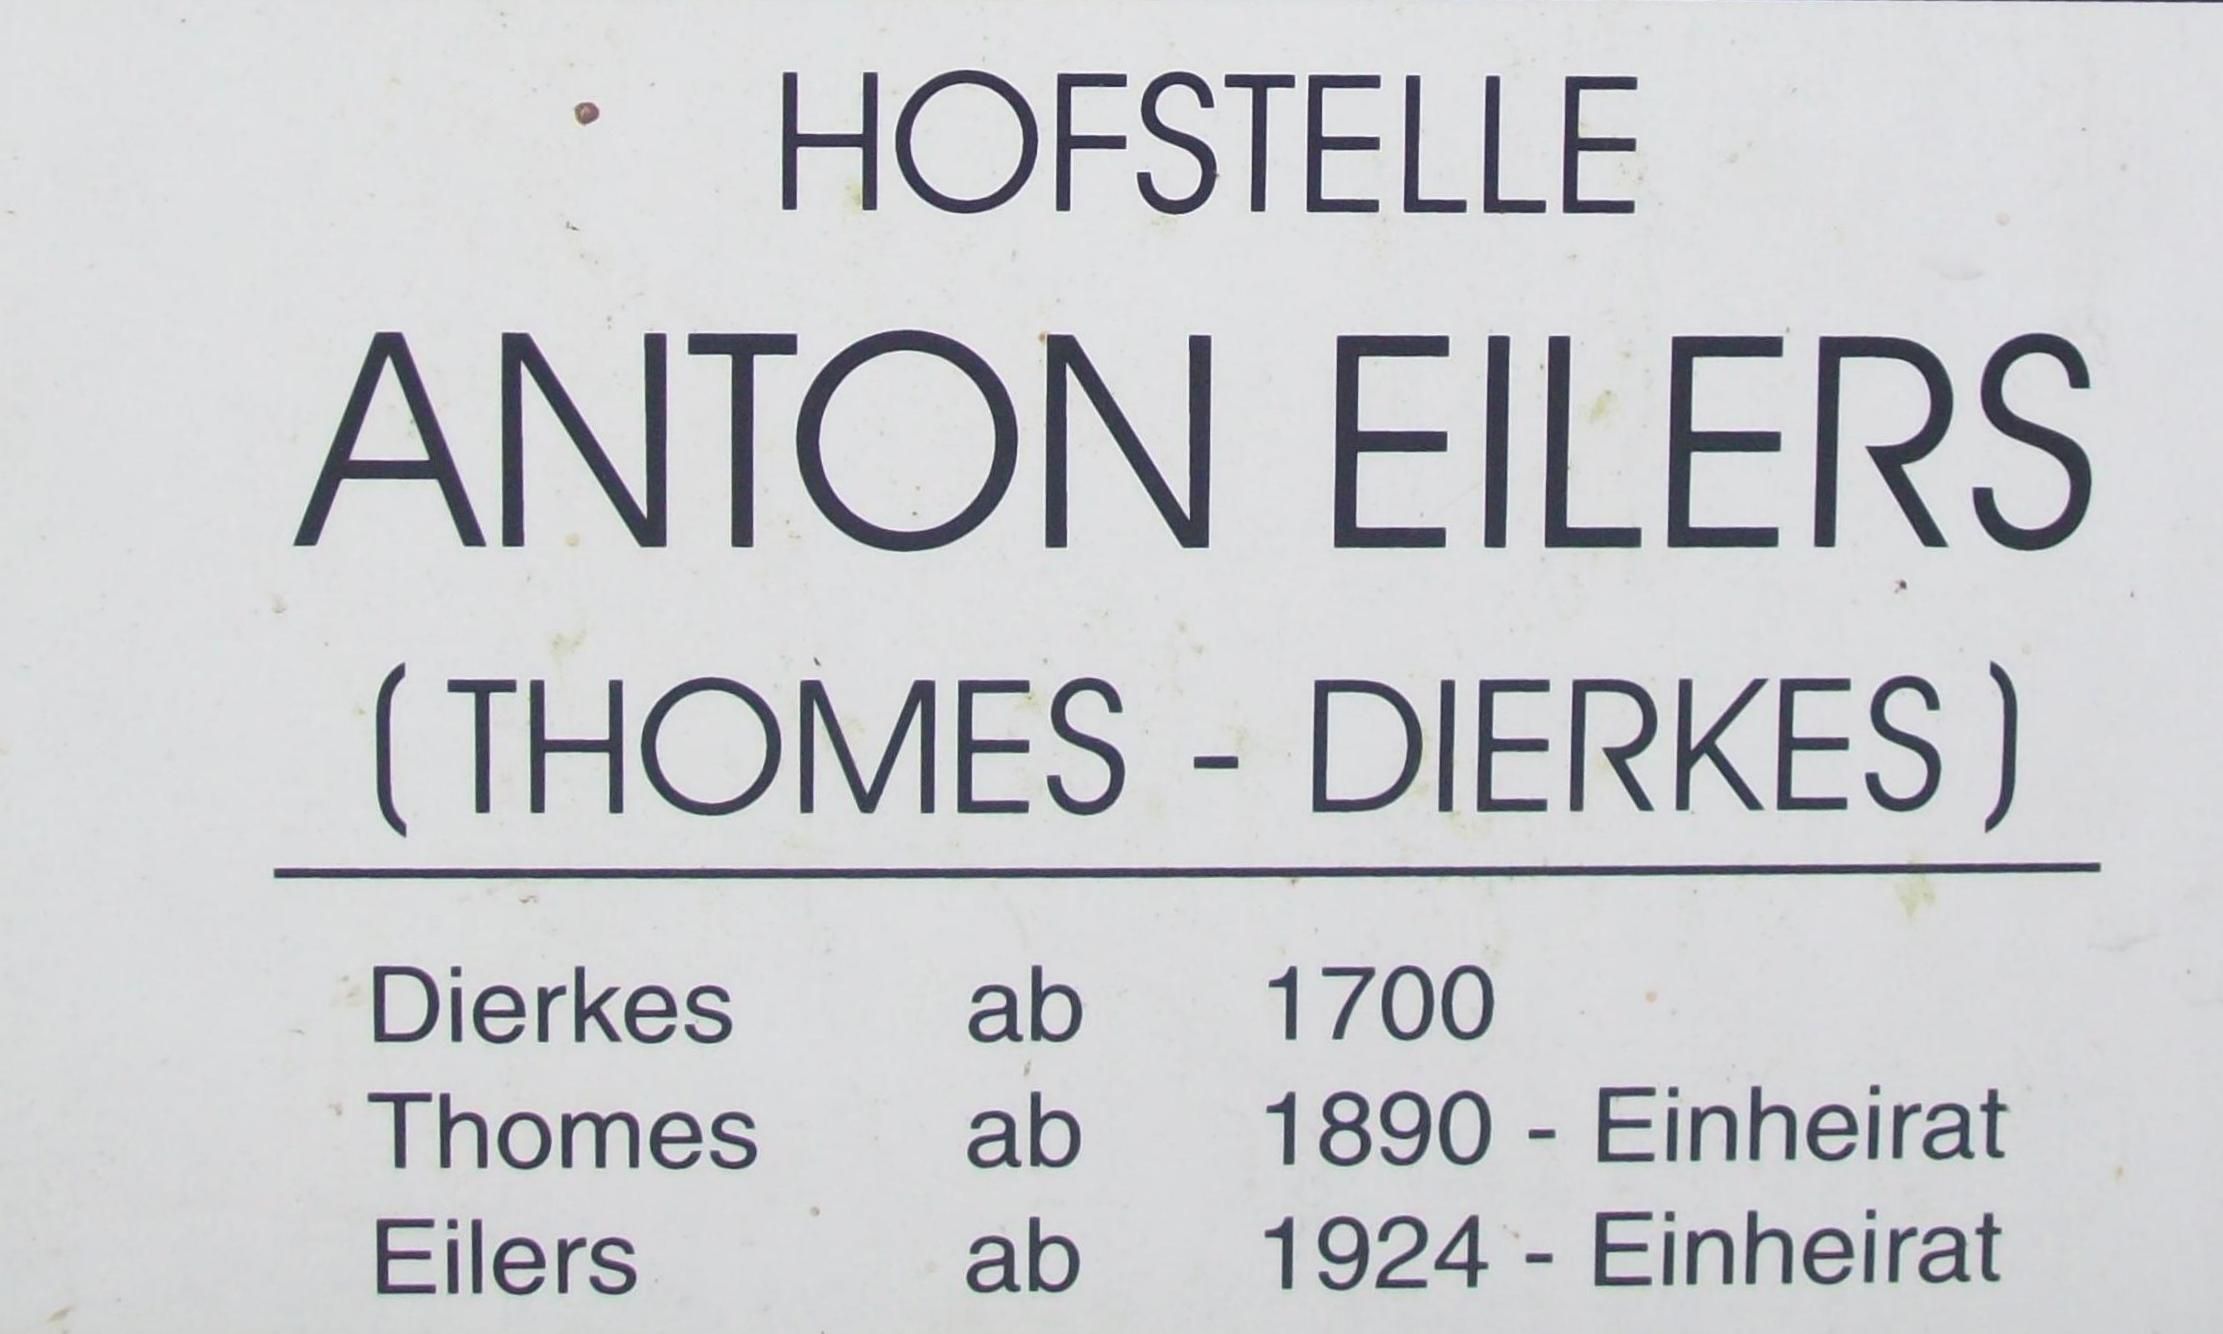 HOFSTELLE
ANTON EILERS
(THOMES - DIERKES)
Dierkes ab 1700
Thomes ab 1890 - Einheirat
Eilers ab 1924 - Einheirat